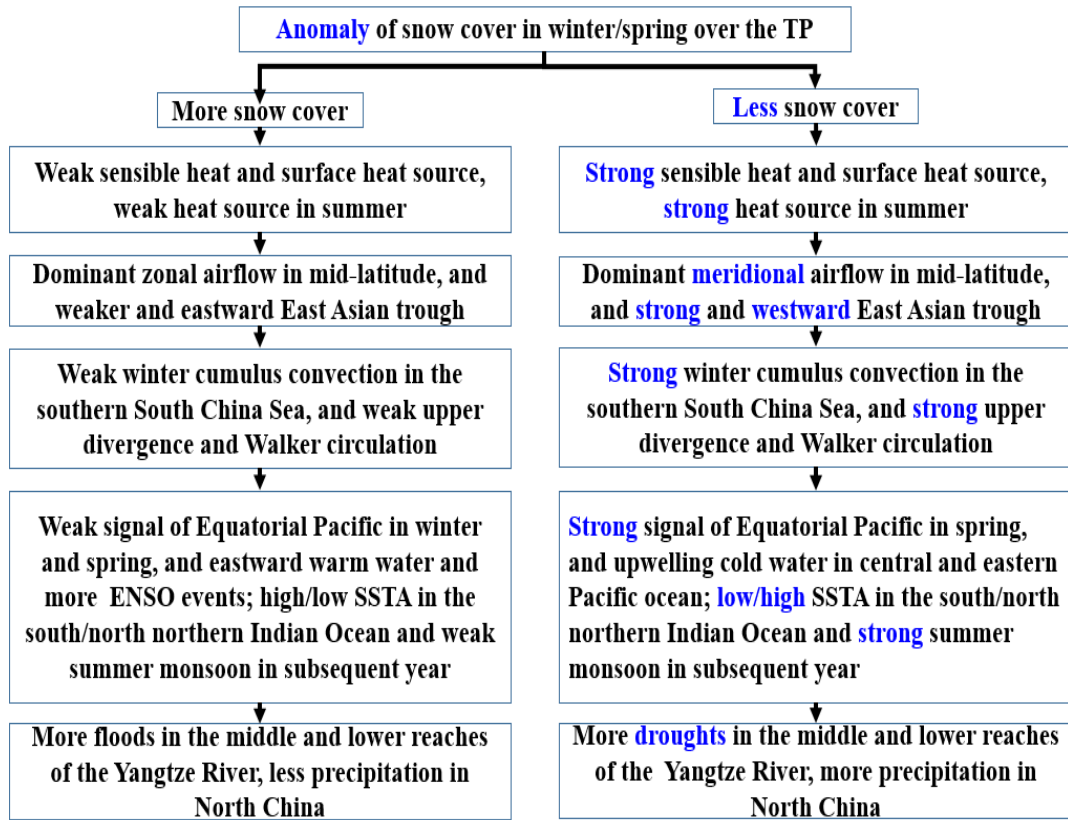 Anomaly of snow cover in winter/spring over the TP
More snow cover
Weak sensible heat and surface heat source,
weak heat source in summer
Dominant zonal airflow in mid-latitude, and
weaker and eastward East Asian trough
Weak winter cumulus convection in the
southern South China Sea, and weak upper
divergence and Walker circulation
Weak signal of Equatorial Pacific in winter
and spring, and eastward warm water and
more ENSO events; high/low SSTA in the
south/north northern Indian Ocean and weak
summer monsoon in subsequent year
More floods in the middle and lower reaches
of the Yangtze River, less precipitation in
North China
Less snow cover
Strong sensible heat and surface heat source,
strong heat source in summer
Dominant meridional airflow in mid-latitude,
and strong and westward East Asian trough
Strong winter cumulus convection in the
southern South China Sea, and strong upper
divergence and Walker circulation
Strong signal of Equatorial Pacific in spring,
and upwelling cold water in central and eastern
Pacific ocean; low/high SSTA in the south/north
northern Indian Ocean and strong summer
monsoon in subsequent year
More droughts in the middle and lower reaches
of the Yangtze River, more precipitation in
North China